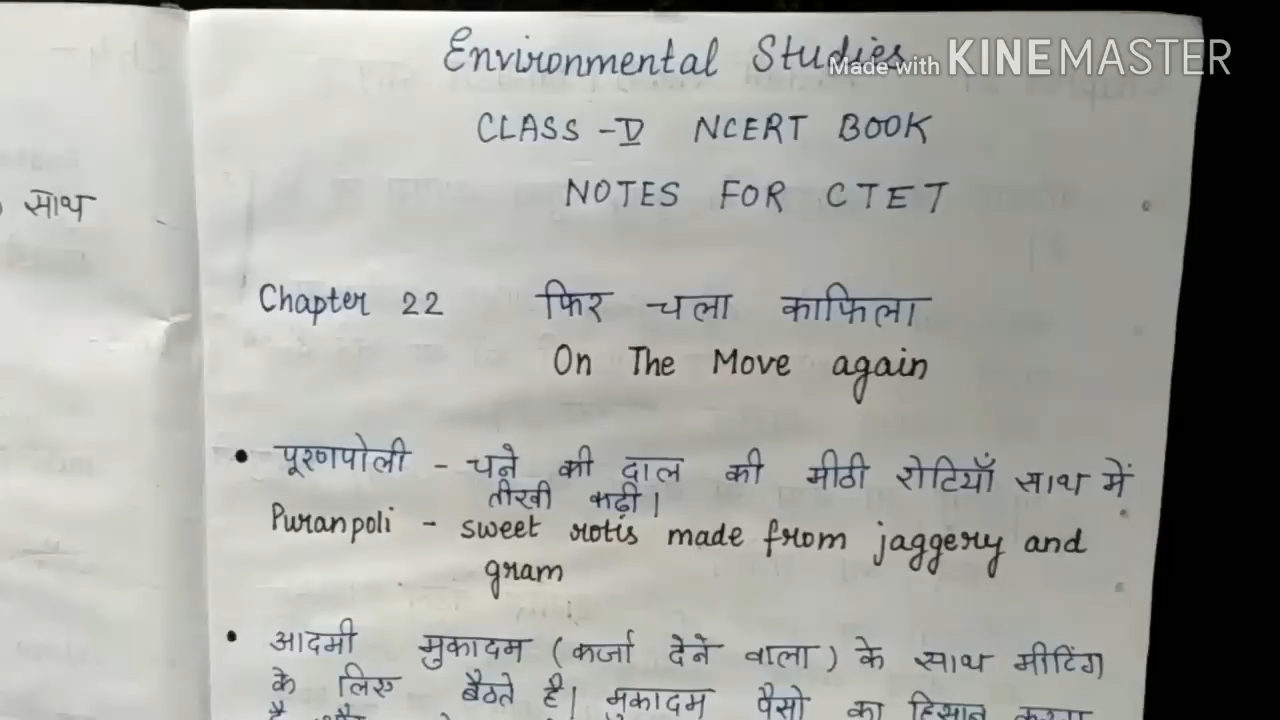 Environmental Studies
Made with KINEMASTER
CLASS -V NCERT BOOK
NOTES FOR CTET
साथ
Chapter 22 फिर चला काफिला
On The Move again
• पूरणपोली - चने की दाल की मीठी रोटियाँ साथ में
तीखी कढ़ी।
Puranpoli - sweet rotis made from jaggery and
gram
• आदमी मुकादम (कर्जा देने वाला) के साथ मीटिंग
के लिए बैठते है। मुकादम पैसो का हिसाब